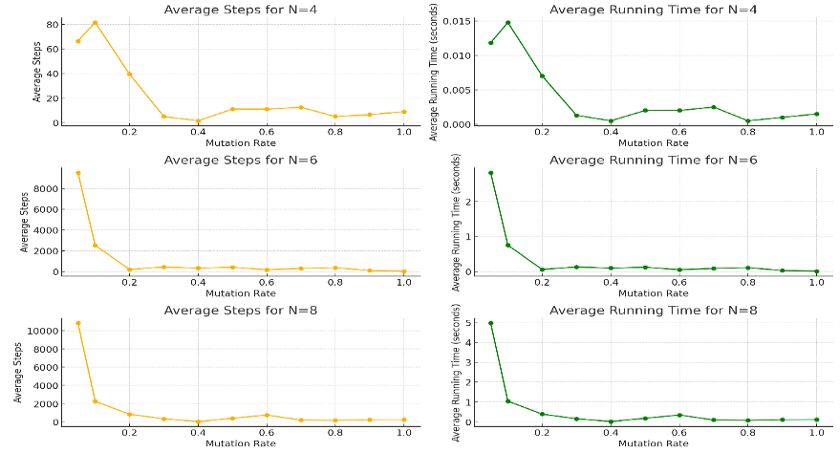 Average Steps for N=4
Average Steps
80
60
40
20
0
0.2 0.4 0.6 0.8 1.0
Mutation Rate
Average Running Time for N=4
Average Running Time (seconds)
0.015
0.010
0.005
0.000
0.2 0.4 0.6 0.8 1.0
Mutation Rate
Average Steps for N=6
Average Steps
8000
6000
4000
2000
0
0.2 0.4 0.6 0.8 1.0
Mutation Rate
Average Running Time for N=6
Average Running Time (seconds)
2
1
0
0.2 0.4 0.6 0.8 1.0
Mutation Rate
Average Steps for N=8
Average Steps
10000
8000
6000
4000
2000
0
0.2 0.4 0.6 0.8 1.0
Mutation Rate
Average Running Time for N=8
Average Running Time (seconds)
5
4
3
2
1
0
0.2 0.4 0.6 0.8 1.0
Mutation Rate